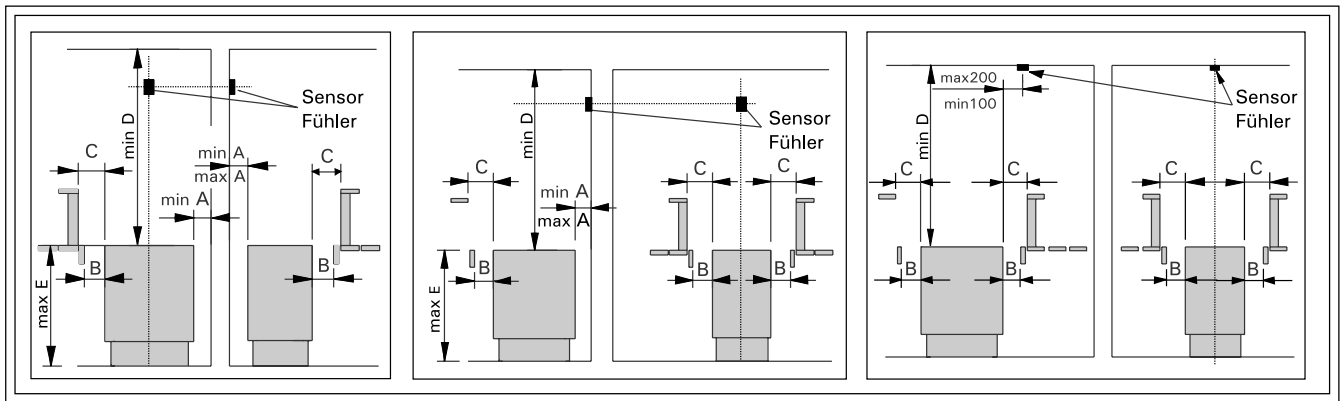 min D
C
Sensor
Fühler
min A
max A
C
min A
B
B
max E
min D
Sensor
Fühler
C
C
C
min A
max A
B
B
B
max E
max200
min100
min D
Sensor
Fühler
C
C
C
C
B
B
B
B